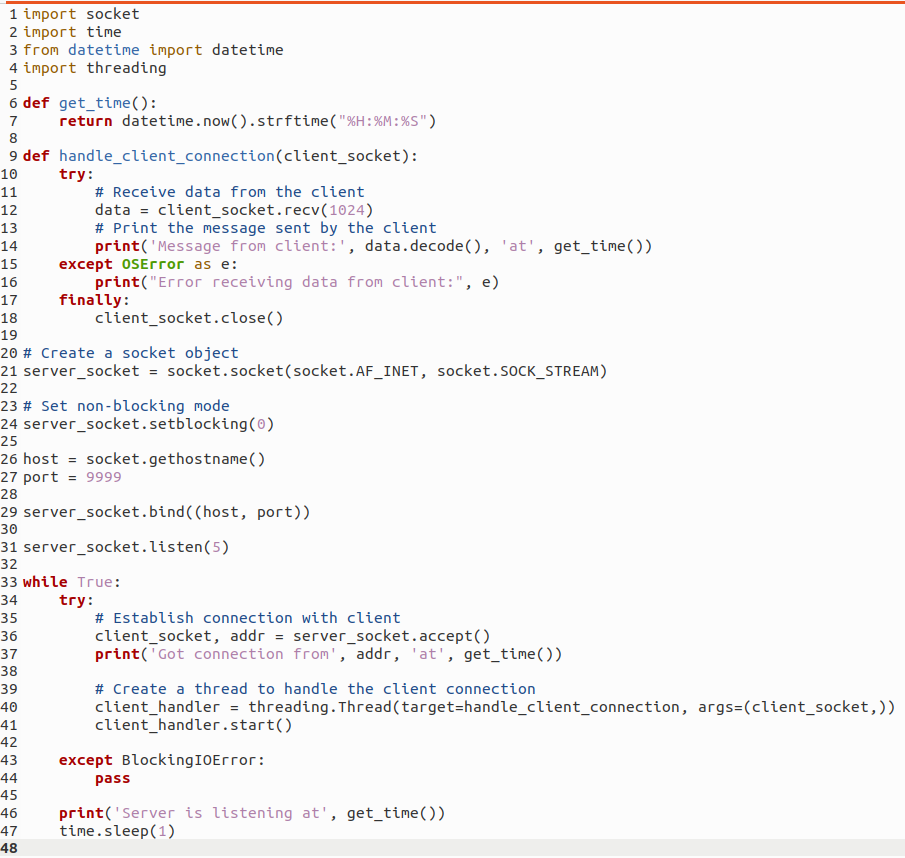 1 import socket
2 import time
3 from datetime import datetime
4 import threading
5
6 def get_time():
7     return datetime.now().strftime("%H:%M:%S")
8
9 def handle_client_connection(client_socket):
10     try:
11         # Receive data from the client
12         data = client_socket.recv(1024)
13         # Print the message sent by the client
14         print('Message from client:', data.decode(), 'at', get_time())
15     except OSError as e:
16         print("Error receiving data from client:", e)
17     finally:
18         client_socket.close()
19
20 # Create a socket object
21 server_socket = socket.socket(socket.AF_INET, socket.SOCK_STREAM)
22
23 # Set non-blocking mode
24 server_socket.setblocking(0)
25
26 host = socket.gethostname()
27 port = 9999
28
29 server_socket.bind((host, port))
30
31 server_socket.listen(5)
32
33 while True:
34     try:
35         # Establish connection with client
36         client_socket, addr = server_socket.accept()
37         print('Got connection from', addr, 'at', get_time())
38
39         # Create a thread to handle the client connection
40         client_handler = threading.Thread(target=handle_client_connection, args=(client_socket,))
41         client_handler.start()
42
43     except BlockingIOError:
44         pass
45
46     print('Server is listening at', get_time())
47     time.sleep(1)
48